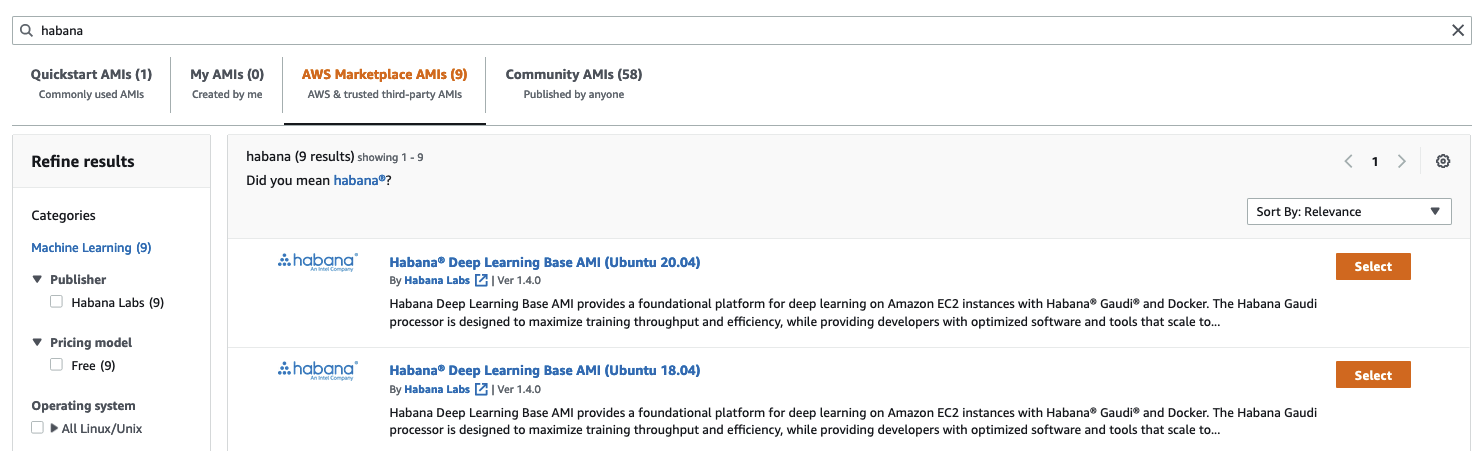 habana
Quickstart AMIs (1)
Commonly used AMIs
My AMIs (0)
Created by me
AWS Marketplace AMIs (9)
AWS & trusted third-party AMIs
Community AMIs (58)
Published by anyone
Refine results
Categories
Machine Learning (9)
Publisher
Habana Labs (9)
Pricing model
Free (9)
Operating system
All Linux/Unix
habana (9 results) showing 1 - 9
Did you mean habana®?
1
Sort By: Relevance
habana®
An Intel Company
Habana® Deep Learning Base AMI (Ubuntu 20.04)
By Habana Labs | Ver 1.4.0
Habana Deep Learning Base AMI provides a foundational platform for deep learning on Amazon EC2 instances with Habana® Gaudi® and Docker. The Habana Gaudi
processor is designed to maximize training throughput and efficiency, while providing developers with optimized software and tools that scale to...
Select
habana®
An Intel Company
Habana® Deep Learning Base AMI (Ubuntu 18.04)
By Habana Labs | Ver 1.4.0
Habana Deep Learning Base AMI provides a foundational platform for deep learning on Amazon EC2 instances with Habana® Gaudi® and Docker. The Habana Gaudi
processor is designed to maximize training throughput and efficiency, while providing developers with optimized software and tools that scale to...
Select